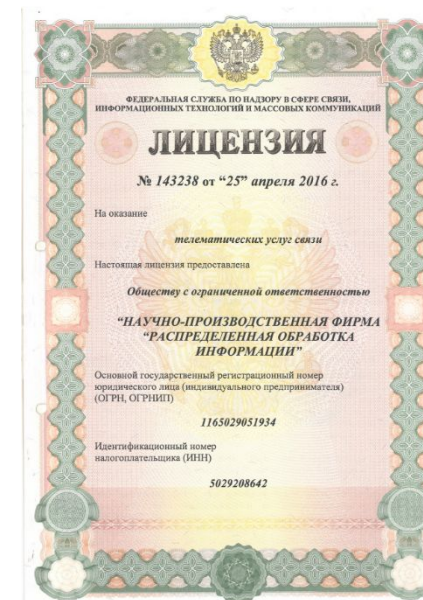 ФЕДЕРАЛЬНАЯ СЛУЖБА ПО НАДЗОРУ В СФЕРЕ СВЯЗИ,
ИНФОРМАЦИОННЫХ ТЕХНОЛОГИЙ И МАССОВЫХ КОММУНИКАЦИЙ
ЛИЦЕНЗИЯ
№ 143238 от “25” апреля 2016 г.
На оказание
телематических услуг связи
Настоящая лицензия предоставлена
Обществу с ограниченной ответственностью
“НАУЧНО-ПРОИЗВОДСТВЕННАЯ ФИРМА
“РАСПРЕДЕЛЕННАЯ ОБРАБОТКА
ИНФОРМАЦИИ”
Основной государственный регистрационный номер
юридического лица (индивидуального предпринимателя)
(ОГРН, ОГРНИП)
1165029051934
Идентификационный номер
налогоплательщика (ИНН)
5029208642